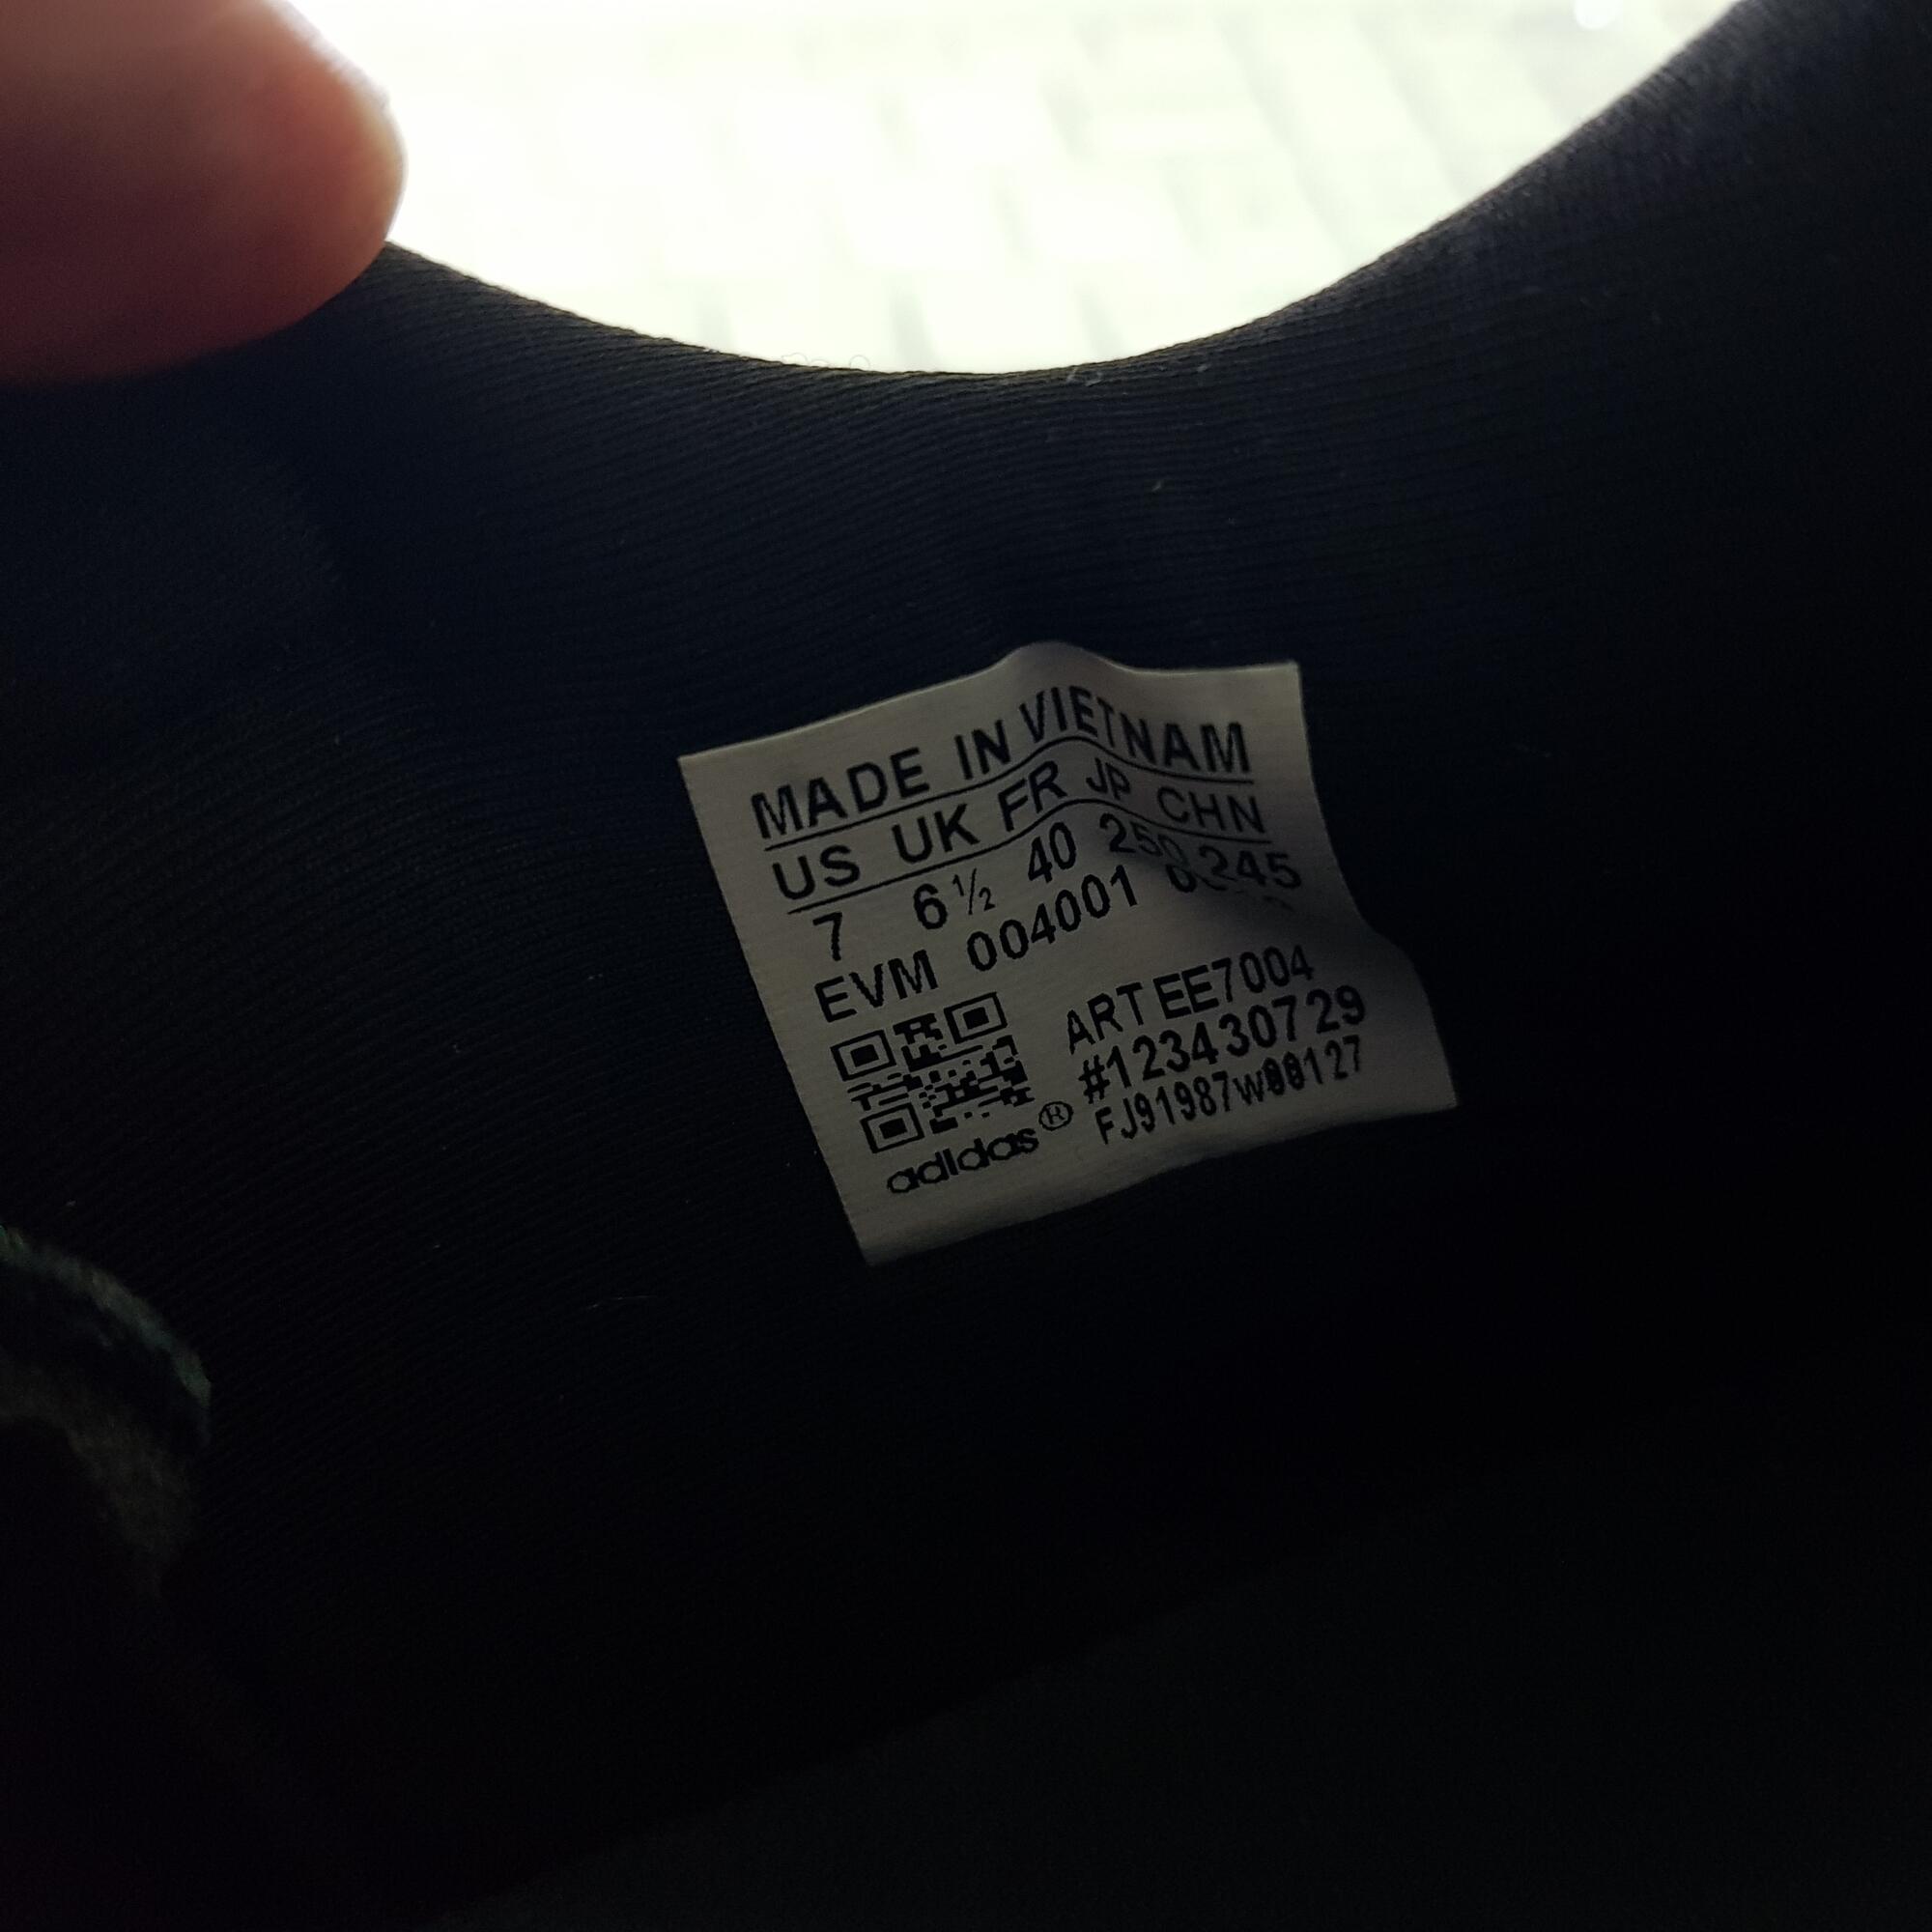 MADE IN VIETNAM
US UK FR JP CHN
7 6½ 40 250 245
EVM 004001
ART EE7004
#123430729
FJ91987W00127
adidas®